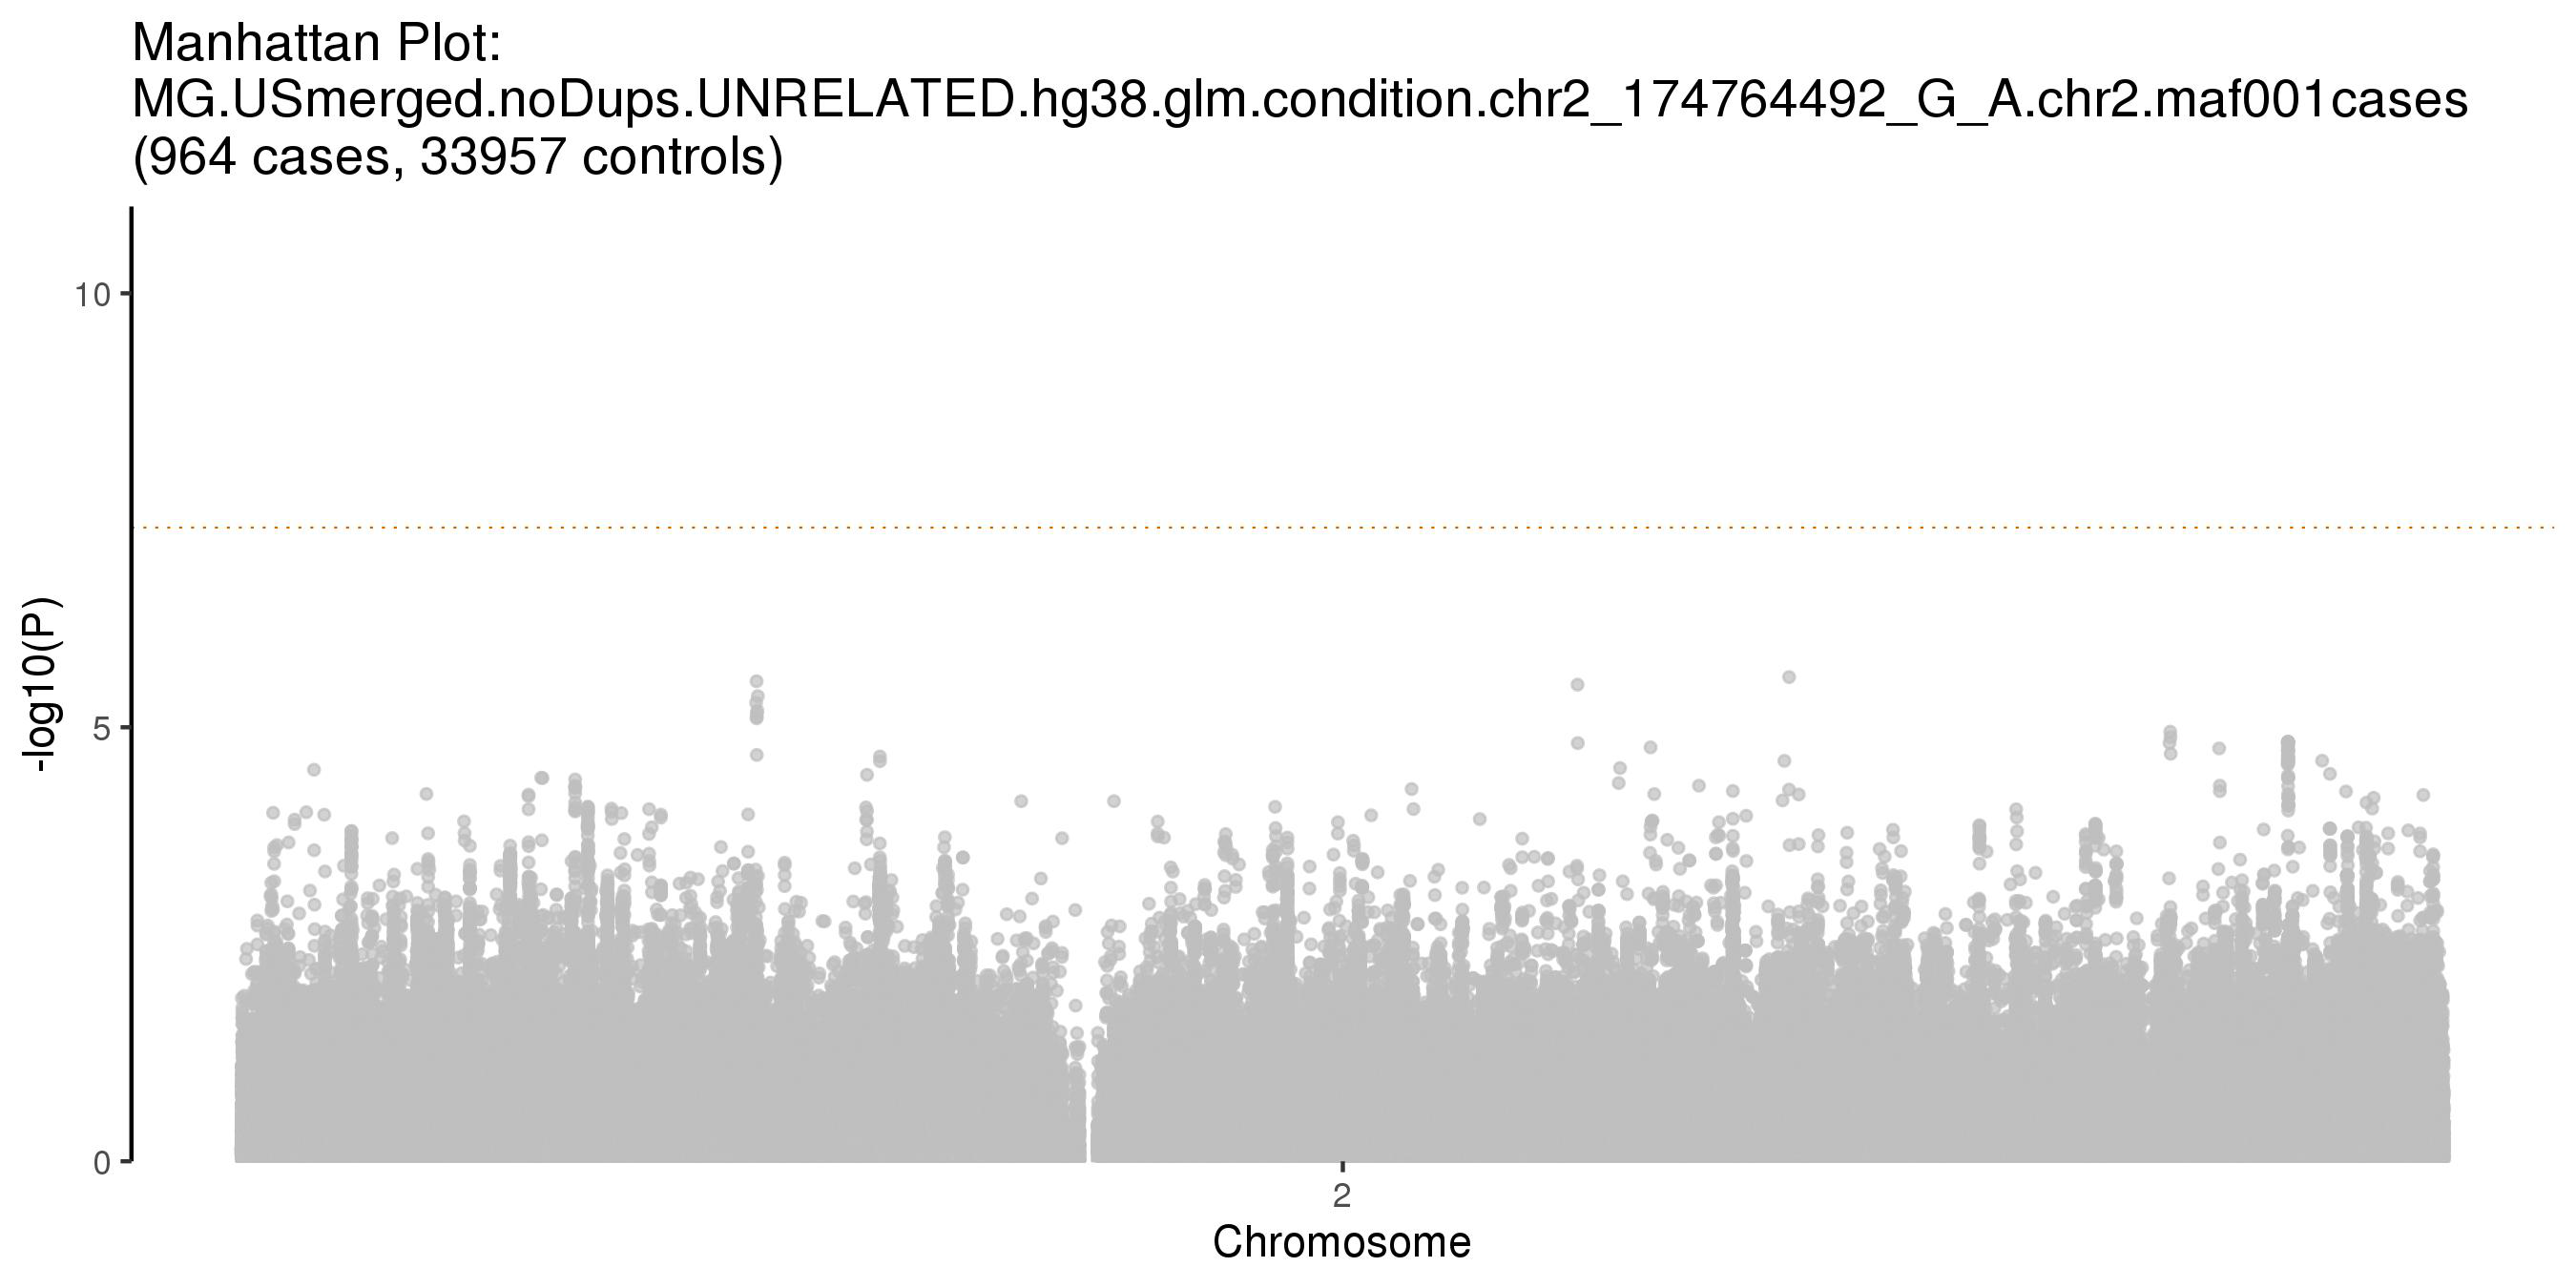 Manhattan Plot:
MG.USmerged.noDups.UNRELATED.hg38.glm.condition.chr2_174764492_G_A.chr2.maf001cases
(964 cases, 33957 controls)
10
5
0
-log10(P)
2
Chromosome